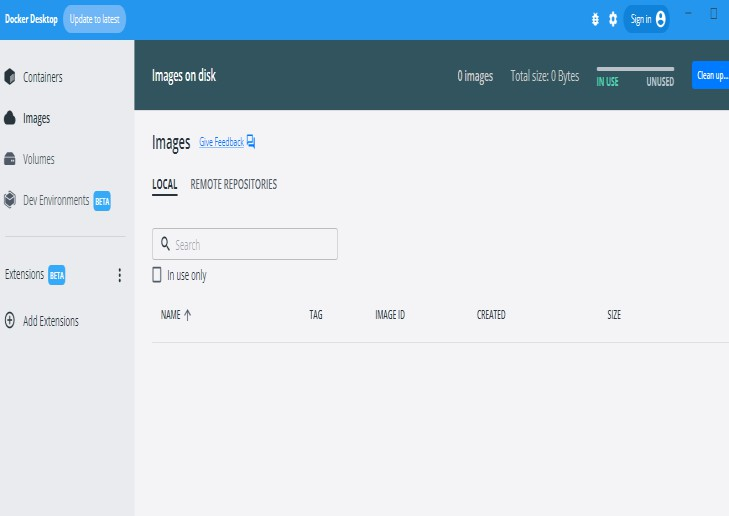 Docker Desktop Update to latest Sign in
Containers
Images
Volumes
Dev Environments BETA
Extensions BETA
Add Extensions
Images on disk 0 images Total size: 0 Bytes IN USE UNUSED Clean up...
Images Give Feedback
LOCAL REMOTE REPOSITORIES
Search
In use only
NAME TAG IMAGE ID CREATED SIZE